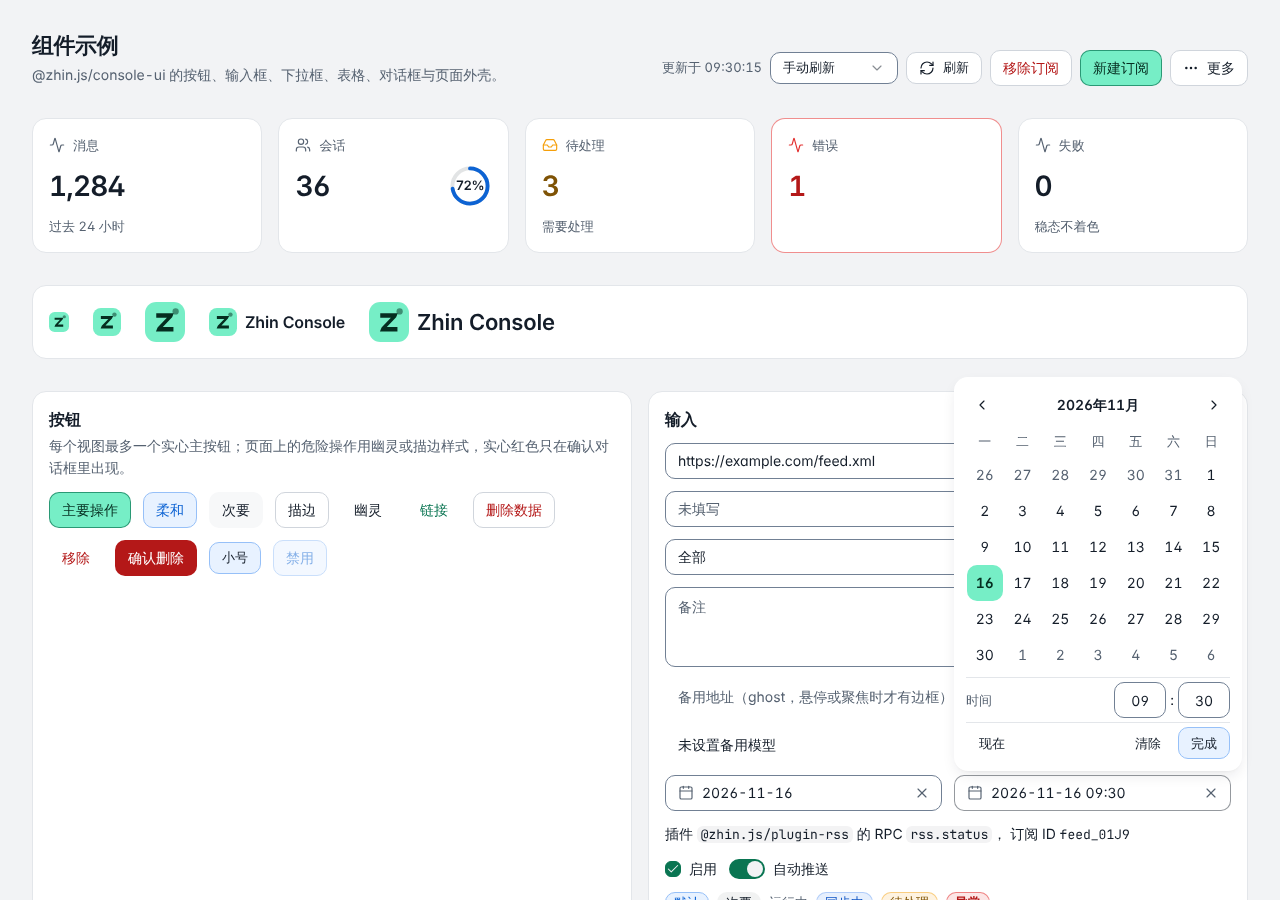 组件示例
@zhin.js/console-ui 的按钮、输入框、下拉框、表格、对话框与页面外壳。
更新于 09:30:15
手动刷新
刷新
移除订阅
新建订阅
更多
消息
1,284
过去 24 小时
会话
36
72%
待处理
3
需要处理
错误
1
失败
0
稳态不着色
Z
Z
Z
Z Zhin Console
Z Zhin Console
按钮
每个视图最多一个实心主按钮；页面上的危险操作用幽灵或描边样式，实心红色只在确认对
话框里出现。
主要操作 柔和 次要 描边 幽灵 链接 删除数据
移除 确认删除 小号 禁用
输入
https://example.com/feed.xml
未填写
全部
备注
备用地址（ghost，悬停或聚焦时才有边框）
未设置备用模型
2026年11月
一 二 三 四 五 六 日
26 27 28 29 30 31 1
2 3 4 5 6 7 8
9 10 11 12 13 14 15
16 17 18 19 20 21 22
23 24 25 26 27 28 29
30 1 2 3 4 5 6
时间 09 : 30
现在 清除 完成
2026-11-16
2026-11-16 09:30
插件 @zhin.js/plugin-rss 的 RPC rss.status ， 订阅 ID feed_01J9
启用 自动推送
默认 次要 运行中 同步中 待处理 异常